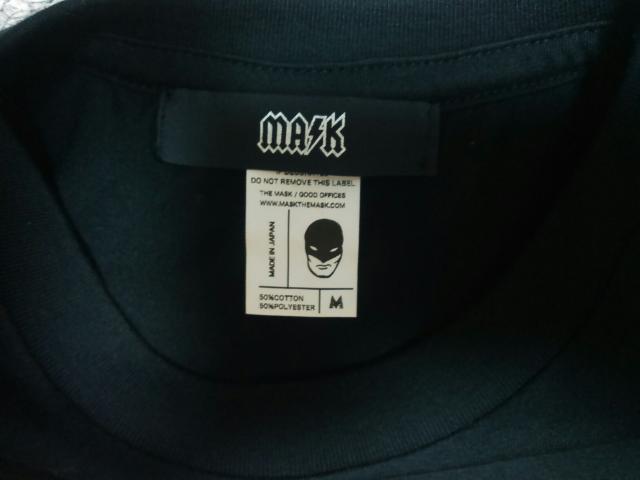 MASK
DO NOT REMOVE THIS LABEL
THE MASK / GOOD OFFICES
WWW.MASKTHEMASK.COM
MADE IN JAPAN
50%COTTON
50%POLYESTER
M